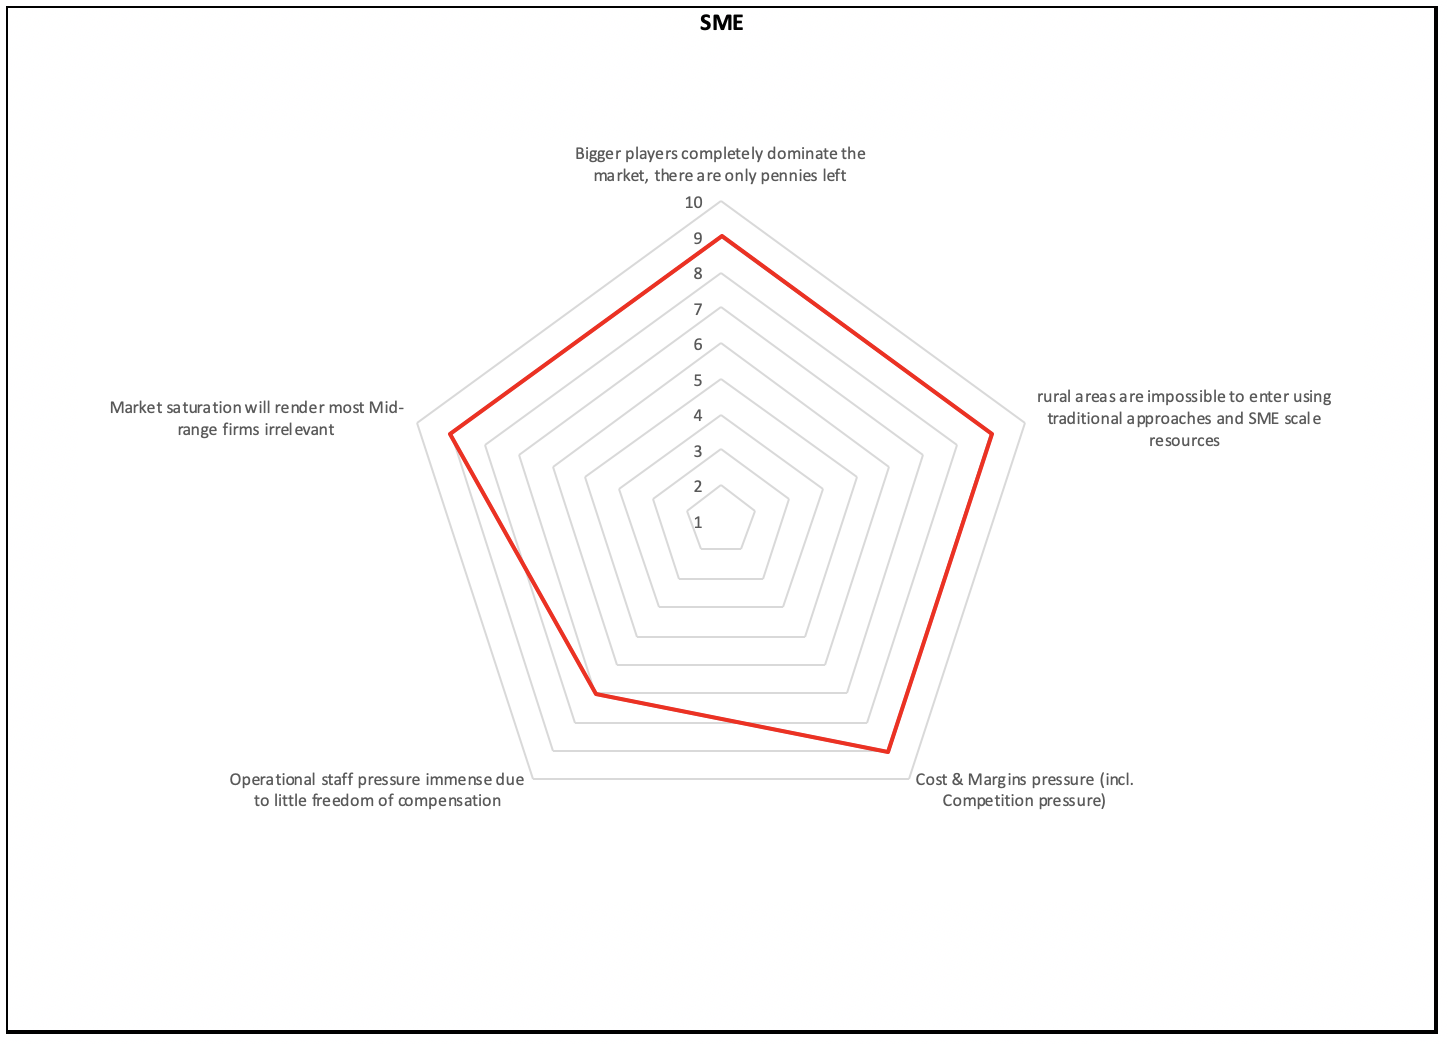 SME
Bigger players completely dominate the
market, there are only pennies left
10
9
8
7
6
5
4
3
2
1
rural areas are impossible to enter using
traditional approaches and SME scale
resources
Market saturation will render most Mid-
range firms irrelevant
Operational staff pressure immense due
to little freedom of compensation
Cost & Margins pressure (incl.
Competition pressure)